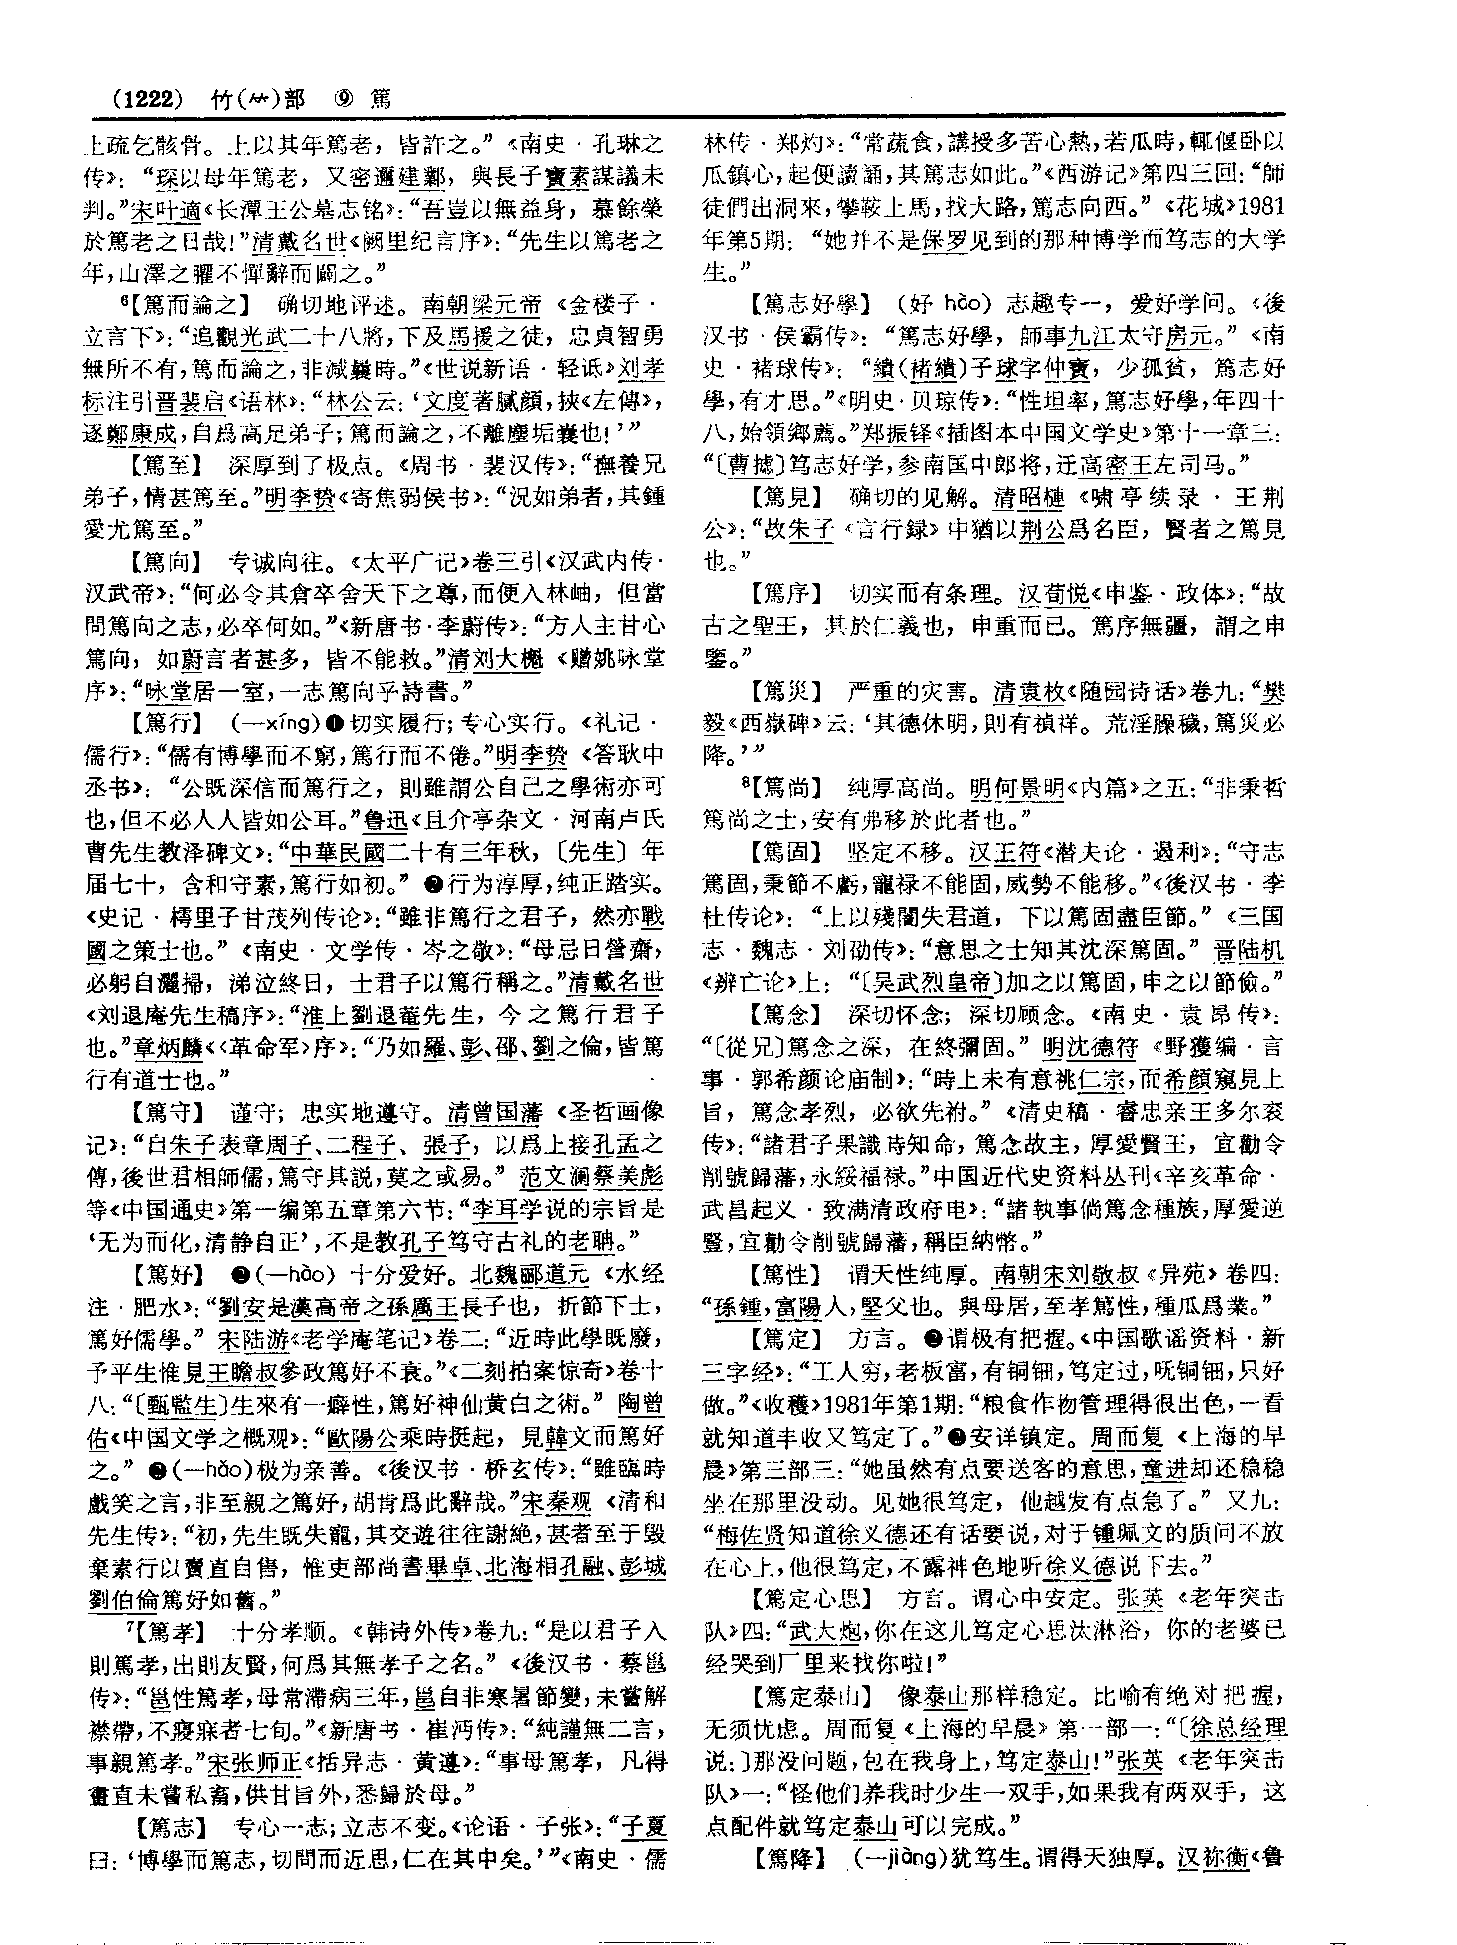 (1222) 竹(⺮)部 ⑨ 篤
上疏乞骸骨。上以其年篤老，皆許之。”《南史·孔琳之
传》：“琛以母年篤老，又密邇建鄴，與長子寶素謀議未
判。”宋叶適《长潭王公墓志铭》：“吾豈以無益身，慕餘榮
於篤老之日哉！”清戴名世《阙里纪言序》：“先生以篤老之
年，山澤之臞不憚辭而闢之。”
⁶【篤而論之】 确切地评述。南朝梁元帝《金楼子·
立言下》：“追觀光武二十八將，下及馬援之徒，忠貞智勇
無所不有，篤而論之，非減曩時。”《世说新语·轻诋》刘孝
标注引晋裴启《语林》：“林公云：‘文度著膩顔，挾《左傳》，
逐鄭康成，自爲高足弟子；篤而論之，不離塵垢囊也！’”
【篤至】 深厚到了极点。《周书·裴汉传》：“撫養兄
弟子，情甚篤至。”明李贽《寄焦弱侯书》：“況如弟者，其鍾
愛尤篤至。”
【篤向】 专诚向往。《太平广记》卷三引《汉武内传·
汉武帝》：“何必令其倉卒舍天下之尊，而便入林岫，但當
問篤向之志，必卒何如。”《新唐书·李蔚传》：“方人主甘心
篤向，如蔚言者甚多，皆不能救。”清刘大櫆《赠姚咏堂
序》：“咏堂居一室，一志篤向乎詩書。”
【篤行】 （—xíng）❶切实履行；专心实行。《礼记·
儒行》：“儒有博學而不窮，篤行而不倦。”明李贽《答耿中
丞书》：“公既深信而篤行之，則雖謂公自己之學術亦可
也，但不必人人皆如公耳。”鲁迅《且介亭杂文·河南卢氏
曹先生教泽碑文》：“中華民國二十有三年秋，〔先生〕年
届七十，含和守素，篤行如初。”❷行为淳厚，纯正踏实。
《史记·樗里子甘茂列传论》：“雖非篤行之君子，然亦戰
國之策士也。”《南史·文学传·岑之敬》：“母忌日營齋，
必躬自灑掃，涕泣終日，士君子以篤行稱之。”清戴名世
《刘退庵先生稿序》：“淮上劉退菴先生，今之篤行君子
也。”章炳麟《〈革命军〉序》：“乃如羅、彭、邵、劉之倫，皆篤
行有道士也。”
【篤守】 谨守；忠实地遵守。清曾国藩《圣哲画像
记》：“自朱子表章周子、二程子、張子，以爲上接孔孟之
傳，後世君相師儒，篤守其説，莫之或易。”范文澜蔡美彪
等《中国通史》第一编第五章第六节：“李耳学说的宗旨是
‘无为而化，清静自正’，不是教孔子笃守古礼的老聃。”
【篤好】 ❶(—hào) 十分爱好。北魏郦道元《水经
注·肥水》：“劉安是漢高帝之孫厲王長子也，折節下士，
篤好儒學。”宋陆游《老学庵笔记》卷二：“近時此學既廢，
予平生惟見王瞻叔參政篤好不衰。”《二刻拍案惊奇》卷十
八：“〔甄監生〕生來有一癖性，篤好神仙黄白之術。”陶曾
佑《中国文学之概观》：“歐陽公乘時挺起，見韓文而篤好
之。”❷(—hǎo)极为亲善。《後汉书·桥玄传》：“雖臨時
戲笑之言，非至親之篤好，胡肯爲此辭哉。”宋秦观《清和
先生传》：“初，先生既失寵，其交遊往往謝絶，甚者至于毁
棄素行以賣直自售，惟吏部尚書畢卓、北海相孔融、彭城
劉伯倫篤好如舊。”
⁷【篤孝】 十分孝顺。《韩诗外传》卷九：“是以君子入
則篤孝，出則友賢，何爲其無孝子之名。”《後汉书·蔡邕
传》：“邕性篤孝，母常滯病三年，邕自非寒暑節變，未嘗解
襟帶，不寢寐者七旬。”《新唐书·崔沔传》：“純謹無二言，
事親篤孝。”宋张师正《括异志·黄遵》：“事母篤孝，凡得
畫直未嘗私畜，供甘旨外，悉歸於母。”
【篤志】 专心一志；立志不变。《论语·子张》：“子夏
曰：‘博學而篤志，切問而近思，仁在其中矣。’”《南史·儒
林传·郑灼》：“常蔬食，講授多苦心熱，若瓜時，輒偃卧以
瓜鎮心，起便讀誦，其篤志如此。”《西游记》第四三回：“師
徒們出洞來，攀鞍上馬，找大路，篤志向西。”《花城》1981
年第5期：“她并不是保罗见到的那种博学而笃志的大学
生。”
【篤志好學】 (好 hào) 志趣专一，爱好学问。《後
汉书·侯霸传》：“篤志好學，師事九江太守房元。”《南
史·褚球传》：“繢(褚繢)子球字仲寶，少孤貧，篤志好
學，有才思。”《明史·贝琼传》：“性坦率，篤志好學，年四十
八，始領鄉薦。”郑振铎《插图本中国文学史》第十一章三：
“〔曹摅〕笃志好学，参南国中郎将，迁高密王左司马。”
【篤見】 确切的见解。清昭槤《啸亭续录·王荆
公》：“故朱子《言行録》中猶以荆公爲名臣，賢者之篤見
也。”
【篤序】 切实而有条理。汉荀悦《申鉴·政体》：“故
古之聖王，其於仁義也，申重而已。篤序無疆，謂之申
鑒。”
【篤災】 严重的灾害。清袁枚《随园诗话》卷九：“樊
毅《西嶽碑》云：‘其德休明，則有禎祥。荒淫臊穢，篤災必
降。’”
⁸【篤尚】 纯厚高尚。明何景明《内篇》之五：“非秉哲
篤尚之士，安有弗移於此者也。”
【篤固】 坚定不移。汉王符《潜夫论·遏利》：“守志
篤固，秉節不虧，寵禄不能固，威勢不能移。”《後汉书·李
杜传论》：“上以殘闇失君道，下以篤固盡臣節。”《三国
志·魏志·刘劭传》：“意思之士知其沈深篤固。”晋陆机
《辨亡论》上：“〔吴武烈皇帝〕加之以篤固，申之以節儉。”
【篤念】 深切怀念；深切顾念。《南史·袁昂传》：
“〔從兄〕篤念之深，在終彌固。”明沈德符《野獲编·言
事·郭希颜论庙制》：“時上未有意祧仁宗，而希顔窺見上
旨，篤念孝烈，必欲先祔。”《清史稿·睿忠亲王多尔衮
传》：“諸君子果識時知命，篤念故主，厚愛賢王，宜勸令
削號歸藩，永綏福禄。”中国近代史资料丛刊《辛亥革命·
武昌起义·致满清政府电》：“諸執事倘篤念種族，厚愛逆
豎，宜勸令削號歸藩，稱臣納幣。”
【篤性】 谓天性纯厚。南朝宋刘敬叔《异苑》卷四：
“孫鍾，富陽人，堅父也。與母居，至孝篤性，種瓜爲業。”
【篤定】 方言。❶谓极有把握。《中国歌谣资料·新
三字经》：“工人穷，老板富，有铜钿，笃定过，呒铜钿，只好
做。”《收穫》1981年第1期：“粮食作物管理得很出色，一看
就知道丰收又笃定了。”❷安详镇定。周而复《上海的早
晨》第三部三：“她虽然有点要送客的意思，童进却还稳稳
坐在那里没动。见她很笃定，他越发有点急了。”又九：
“梅佐贤知道徐义德还有话要说，对于锺珮文的质问不放
在心上，他很笃定，不露神色地听徐义德说下去。”
【篤定心思】 方言。谓心中安定。张英《老年突击
队》四：“武大炮，你在这儿笃定心思汰淋浴，你的老婆已
经哭到厂里来找你啦！”
【篤定泰山】 像泰山那样稳定。比喻有绝对把握，
无须忧虑。周而复《上海的早晨》第一部一：“〔徐总经理
说：〕那没问题，包在我身上，笃定泰山！”张英《老年突击
队》一：“怪他们养我时少生一双手，如果我有两双手，这
点配件就笃定泰山可以完成。”
【篤降】 (—jiàng)犹笃生。谓得天独厚。汉祢衡《鲁